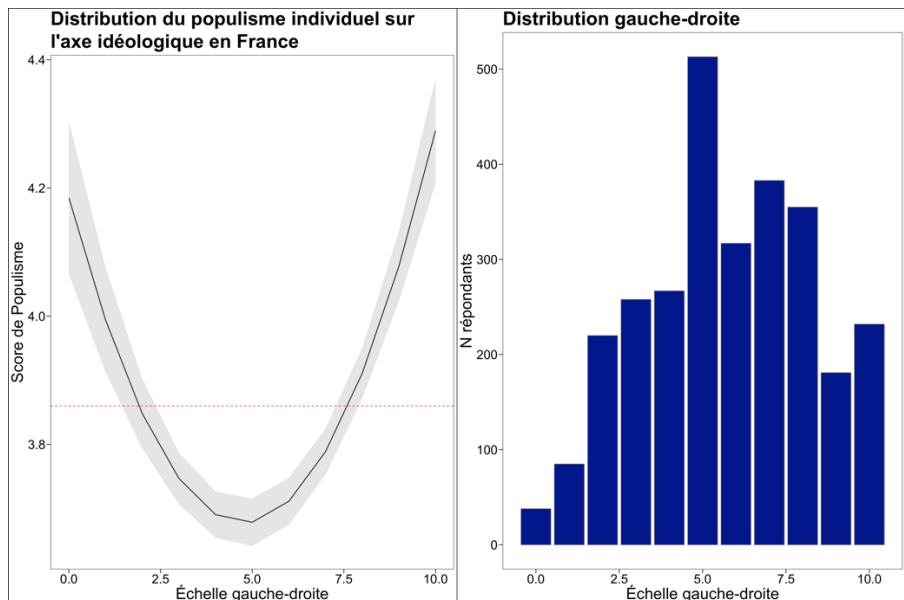 Distribution du populisme individuel sur
l'axe idéologique en France
4.4
4.2
4.0
3.8
Score de Populisme
0.0
2.5
5.0
7.5
10.0
Échelle gauche-droite
Distribution gauche-droite
500
400
300
200
100
0
N répondants
0.0
2.5
5.0
7.5
10.0
Échelle gauche-droite